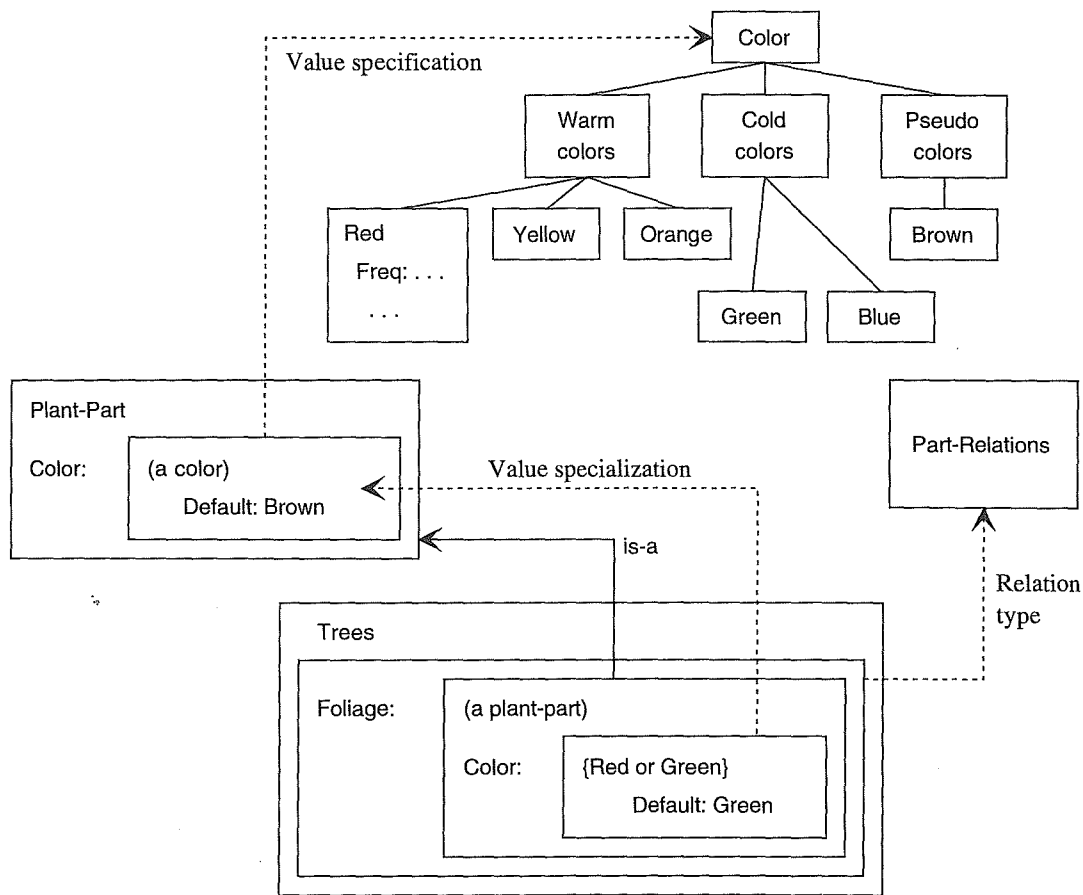 Color
Value specification
Warm
colors
Cold
colors
Pseudo
colors
Red
Freq: . . .
. . .
Yellow
Orange
Brown
Green
Blue
Plant-Part
Color:
(a color)
Default: Brown
Value specialization
Part-Relations
is-a
Relation
type
Trees
Foliage:
(a plant-part)
Color:
{Red or Green}
Default: Green